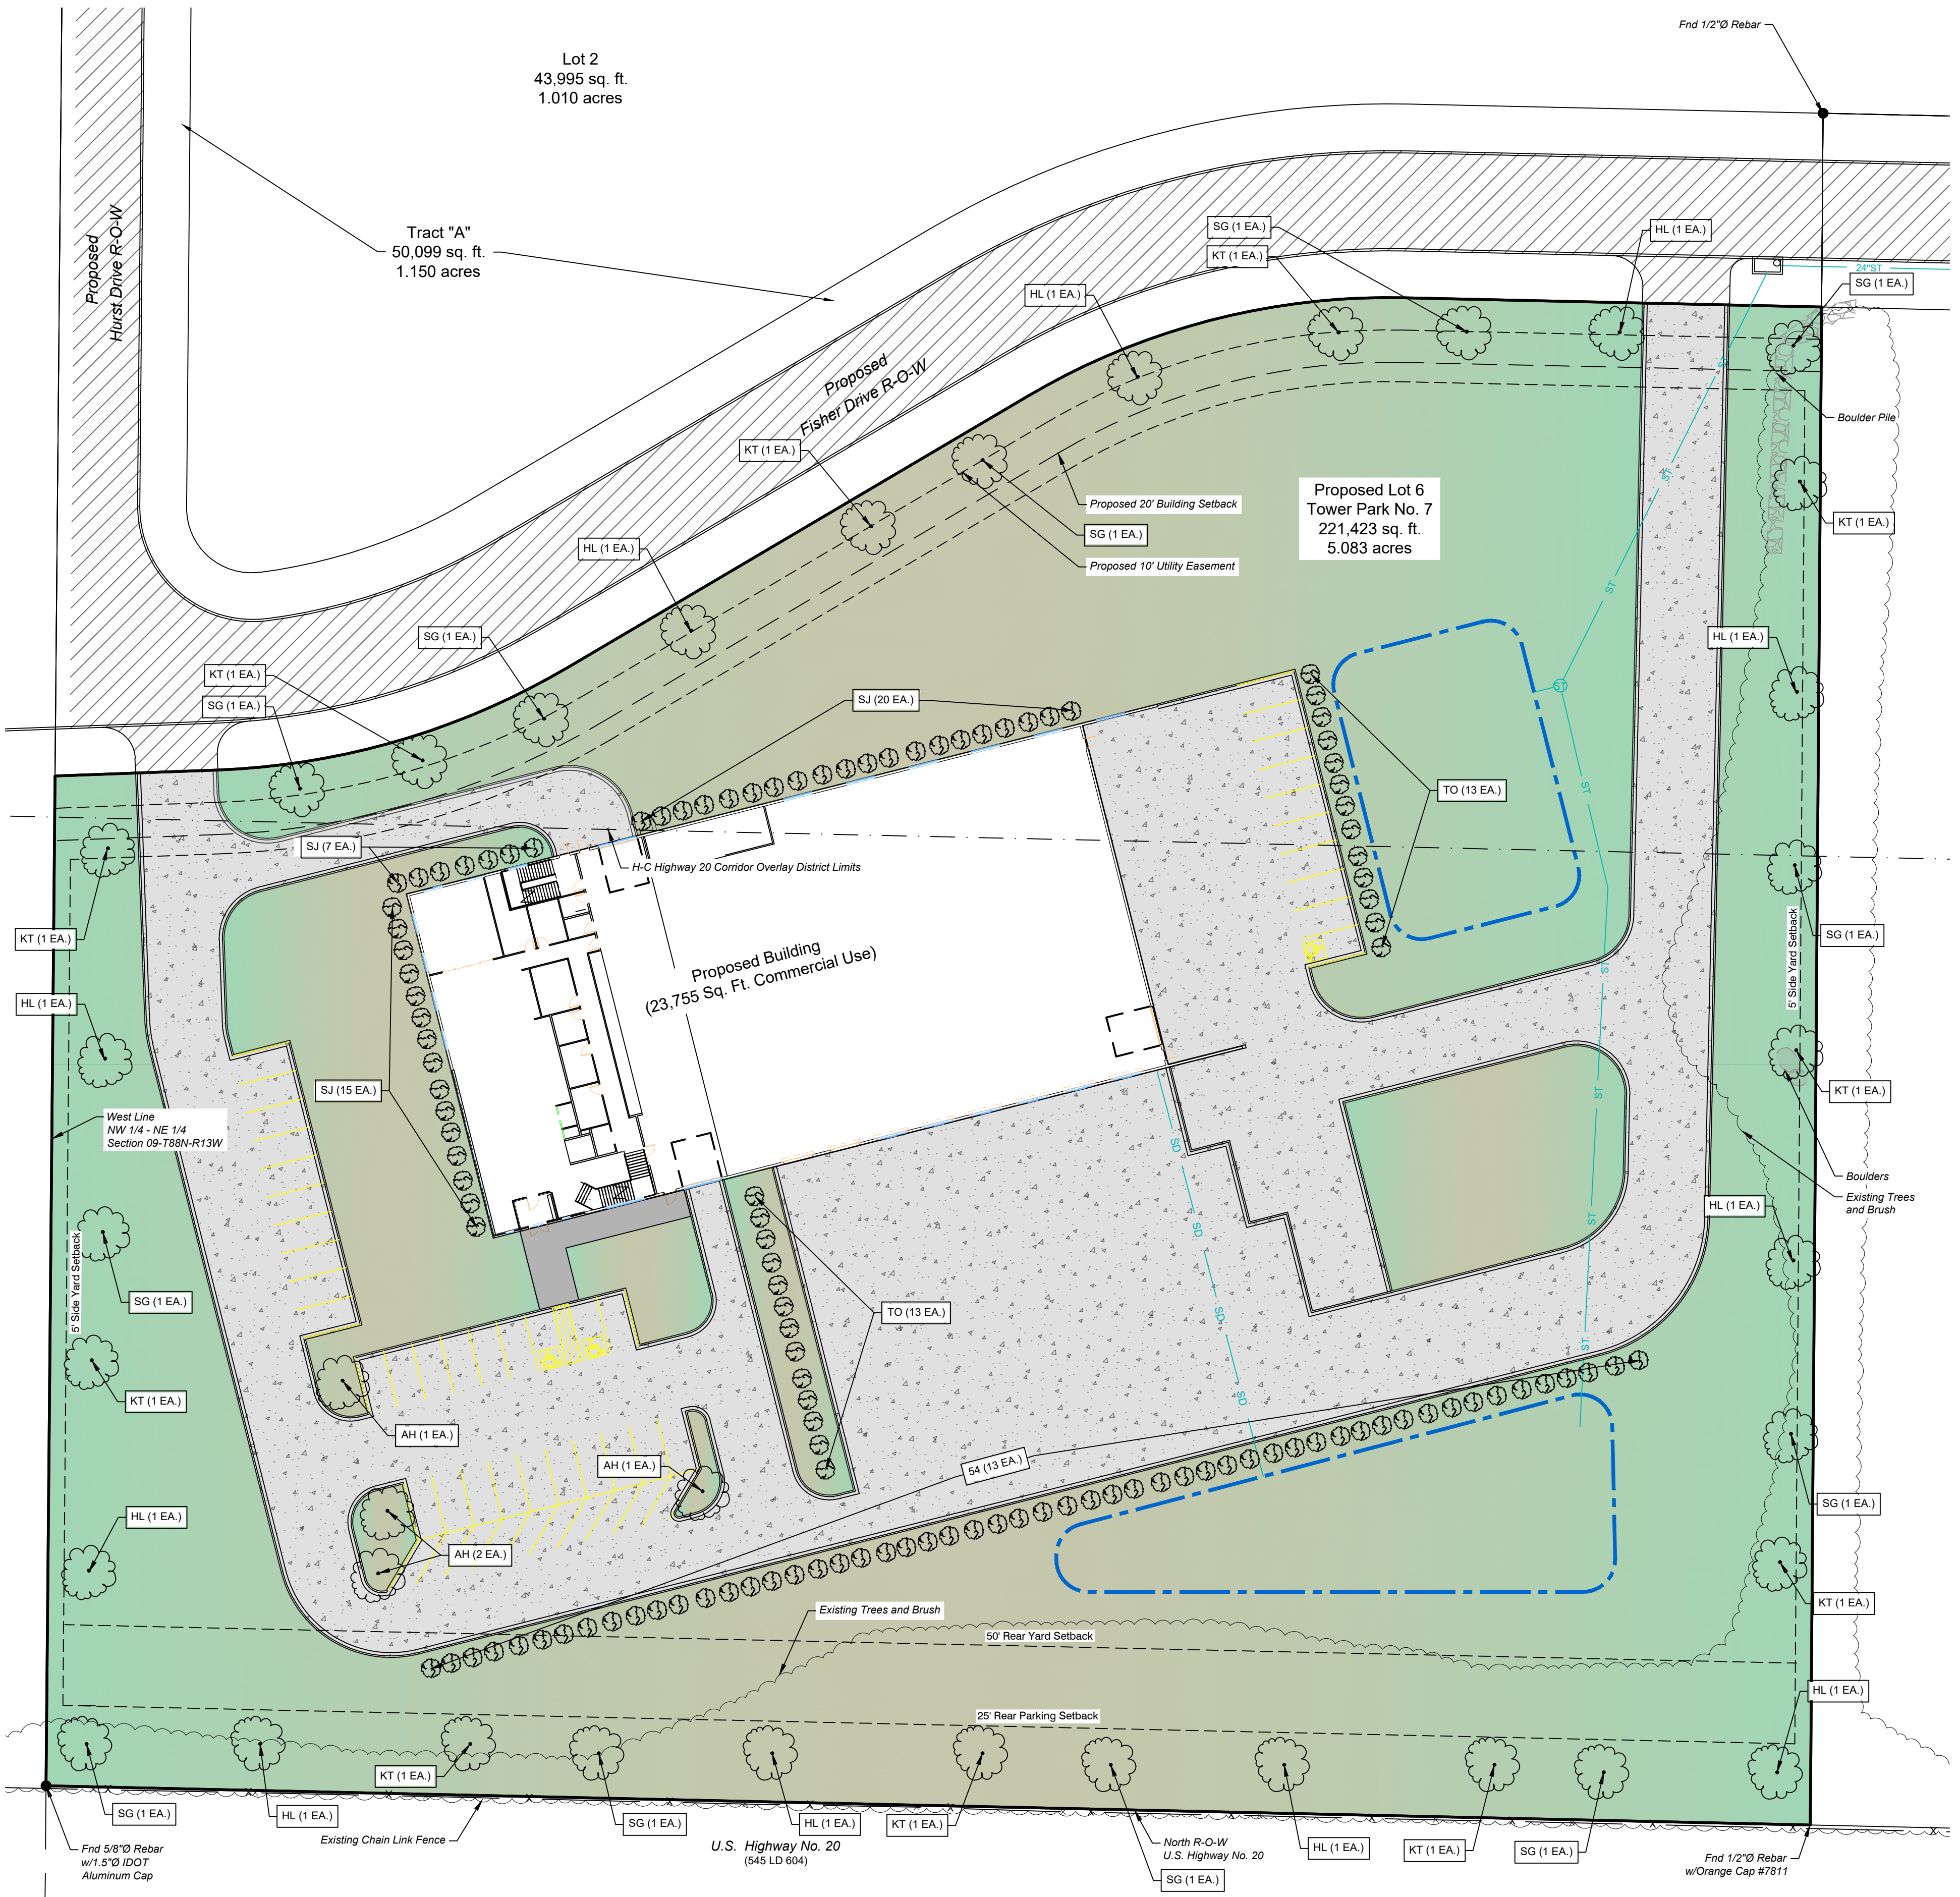 Fnd 1/2"Ø Rebar
Lot 2
43,995 sq. ft.
1.010 acres
Proposed
Hurst Drive R-O-W
Tract "A"
50,099 sq. ft.
1.150 acres
SG (1 EA.)
KT (1 EA.)
HL (1 EA.)
HL (1 EA.)
24"ST
SG (1 EA.)
ST
Proposed
Fisher Drive R-O-W
Boulder Pile
KT (1 EA.)
ST
Proposed 20' Building Setback
SG (1 EA.)
Proposed 10' Utility Easement
Proposed Lot 6
Tower Park No. 7
221,423 sq. ft.
5.083 acres
KT (1 EA.)
HL (1 EA.)
ST
SG (1 EA.)
HL (1 EA.)
KT (1 EA.)
SG (1 EA.)
SJ (20 EA.)
ST
ST
TO (13 EA.)
SJ (7 EA.)
H-C Highway 20 Corridor Overlay District Limits
KT (1 EA.)
SG (1 EA.)
5' Side Yard Setback
Proposed Building
(23,755 Sq. Ft. Commercial Use)
ST
HL (1 EA.)
SJ (15 EA.)
KT (1 EA.)
ST
West Line
NW 1/4 - NE 1/4
Section 09-T88N-R13W
SD
Boulders
Existing Trees
and Brush
HL (1 EA.)
ST
SD
5' Side Yard Setback
SG (1 EA.)
TO (13 EA.)
SD
ST
KT (1 EA.)
SD
AH (1 EA.)
AH (1 EA.)
54 (13 EA.)
SG (1 EA.)
HL (1 EA.)
AH (2 EA.)
KT (1 EA.)
Existing Trees and Brush
50' Rear Yard Setback
HL (1 EA.)
25' Rear Parking Setback
KT (1 EA.)
SG (1 EA.)
HL (1 EA.)
SG (1 EA.)
HL (1 EA.)
KT (1 EA.)
Existing Chain Link Fence
U.S. Highway No. 20
(545 LD 604)
North R-O-W
U.S. Highway No. 20
SG (1 EA.)
HL (1 EA.)
KT (1 EA.)
SG (1 EA.)
Fnd 5/8"Ø Rebar
w/1.5"Ø IDOT
Aluminum Cap
Fnd 1/2"Ø Rebar
w/Orange Cap #7811